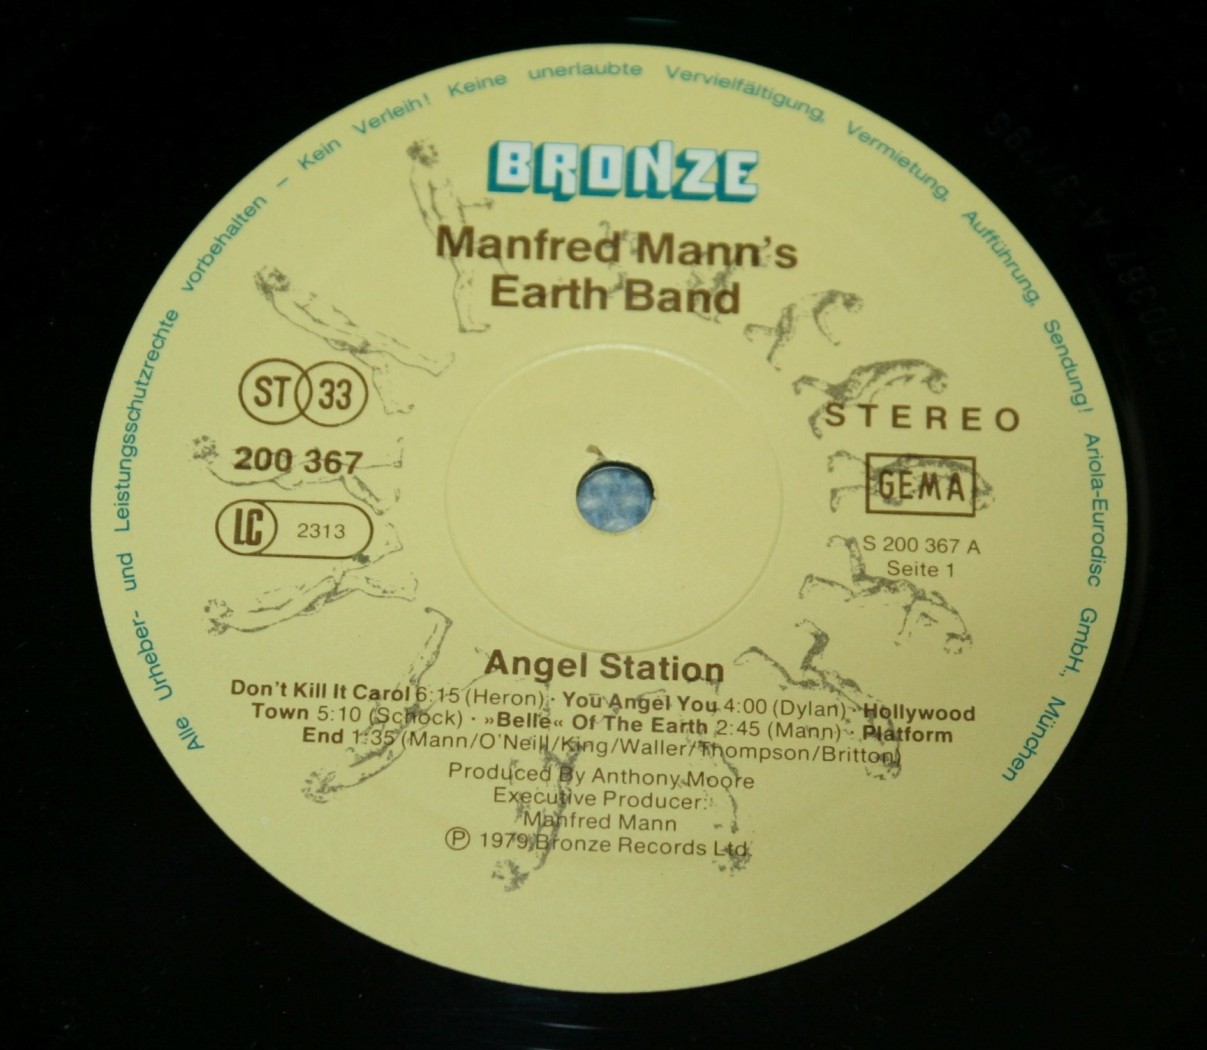 Alle Urheber- und Leistungsschutzrechte vorbehalten – Kein Verleih! Keine unerlaubte Vervielfältigung, Vermietung, Aufführung, Sendung! Ariola-Eurodisc GmbH., München
BRONZE
Manfred Mann's
Earth Band
ST 33
STEREO
200 367
GEMA
LC 2313
S 200 367 A
Seite 1
Angel Station
Don't Kill It Carol 6:15 (Heron) · You Angel You 4:00 (Dylan) · Hollywood
Town 5:10 (Schock) · »Belle« Of The Earth 2:45 (Mann) · Platform
End 1:35 (Mann/O'Neill/King/Waller/Thompson/Britton)
Produced By Anthony Moore
Executive Producer:
Manfred Mann
Ⓟ 1979 Bronze Records Ltd.